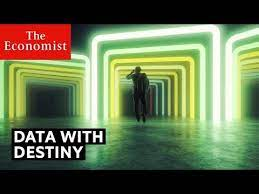 The
Economist
DATA WITH
DESTINY